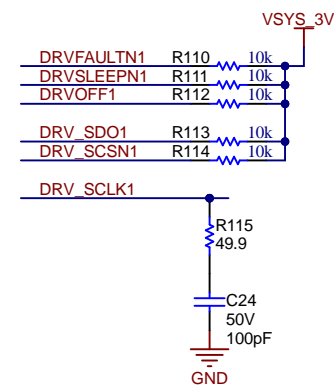 VSYS_3V
DRVFAULTN1 R110 10k
DRVSLEEPN1 R111 10k
DRVOFF1 R112 10k
DRV_SDO1 R113 10k
DRV_SCSN1 R114 10k
DRV_SCLK1
R115
49.9
C24
50V
100pF
GND